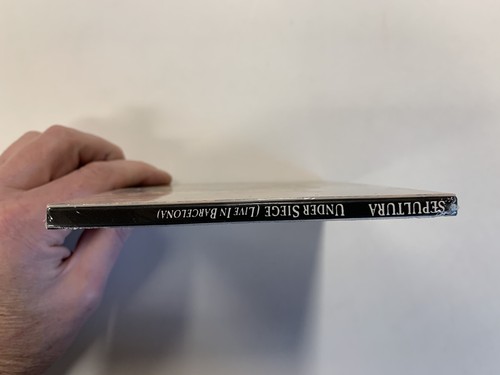 SEPULTURA UNDER SIEGE (LIVE IN BARCELONA)